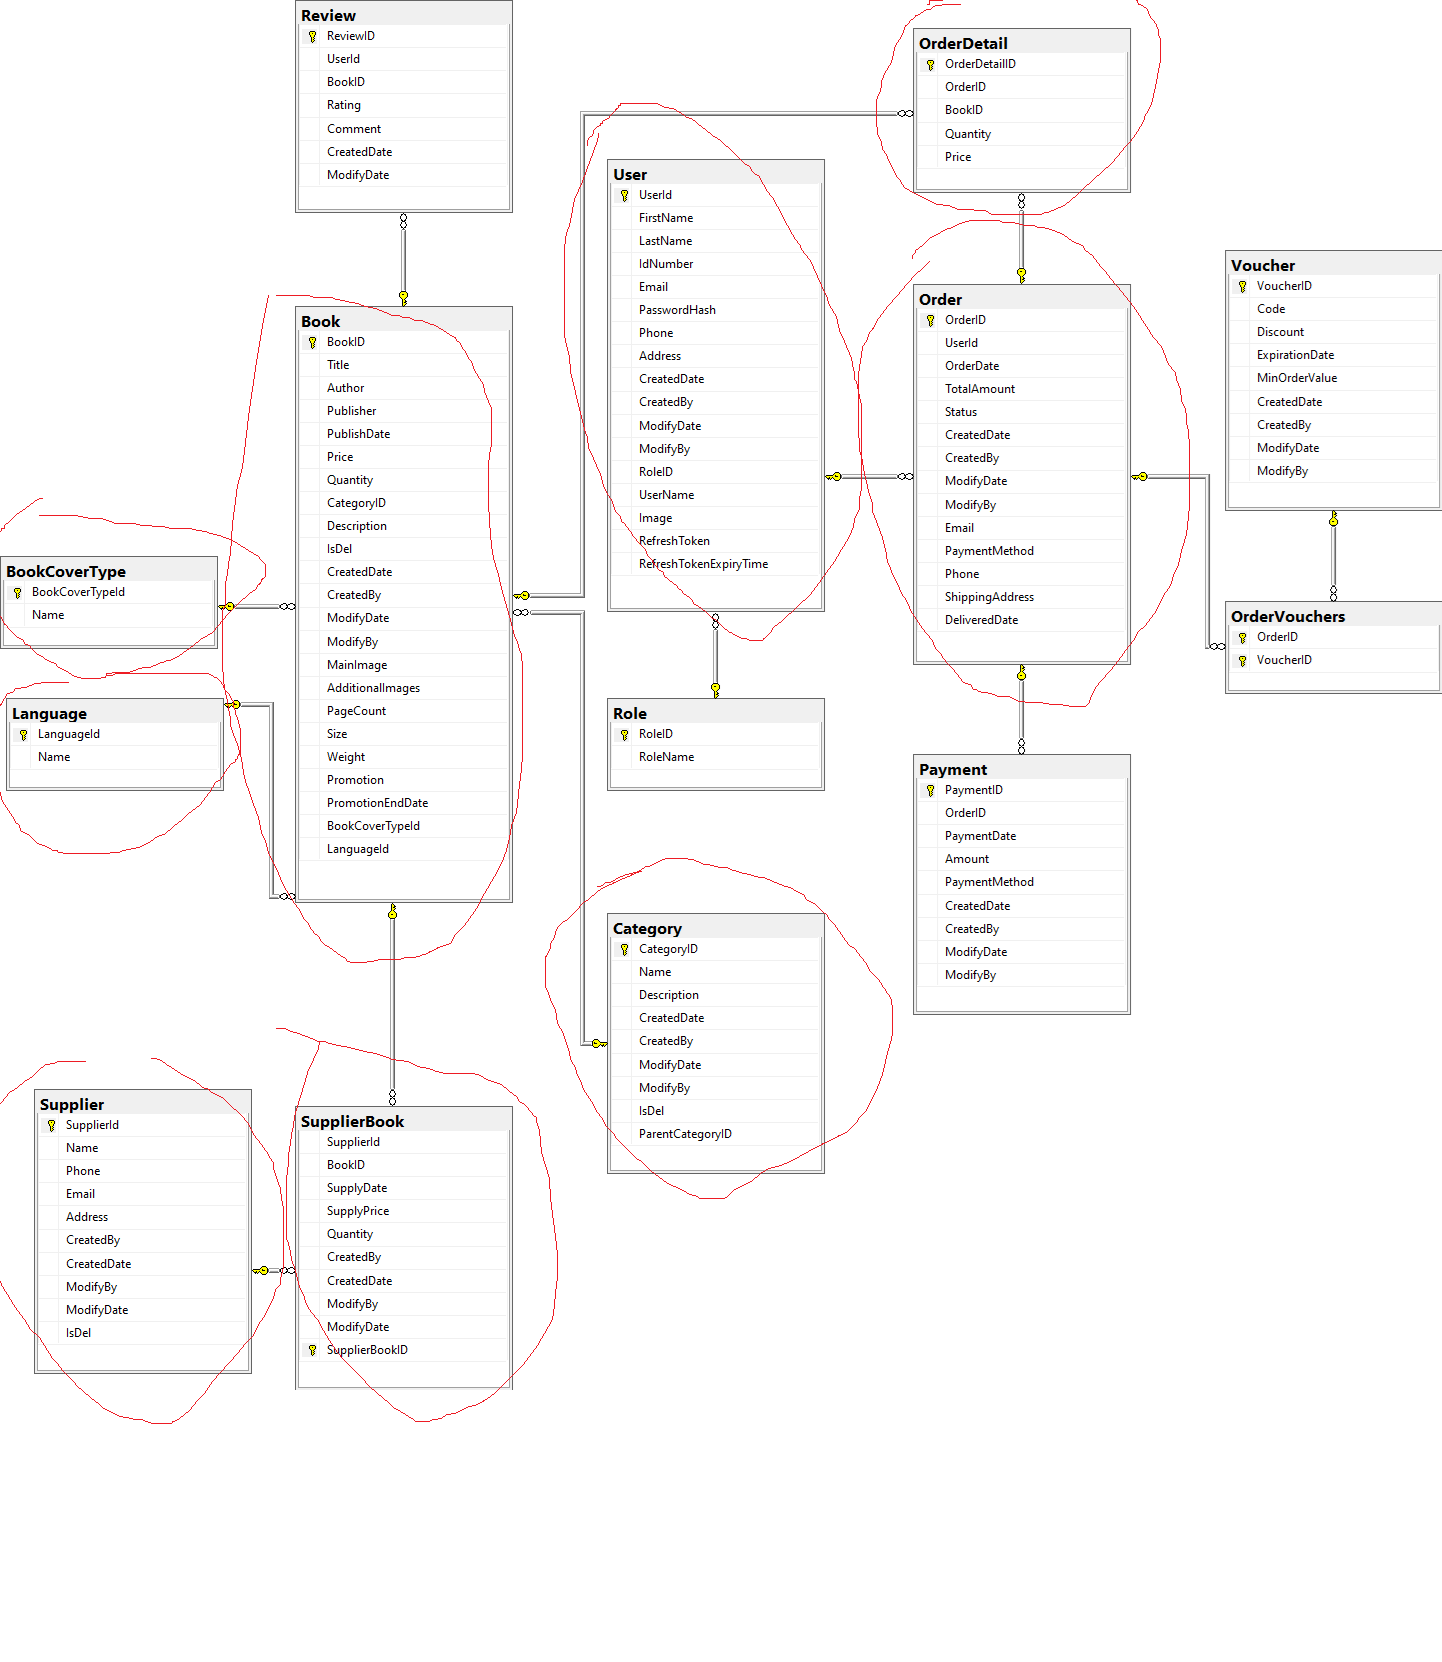 Review
ReviewID
UserId
BookID
Rating
Comment
CreatedDate
ModifyDate
OrderDetail
OrderDetailID
OrderID
BookID
Quantity
Price
User
UserId
FirstName
LastName
IdNumber
Email
PasswordHash
Phone
Address
CreatedDate
CreatedBy
ModifyDate
ModifyBy
RoleID
UserName
Image
RefreshToken
RefreshTokenExpiryTime
Order
OrderID
UserId
OrderDate
TotalAmount
Status
CreatedDate
CreatedBy
ModifyDate
ModifyBy
Email
PaymentMethod
Phone
ShippingAddress
DeliveredDate
Voucher
VoucherID
Code
Discount
ExpirationDate
MinOrderValue
CreatedDate
CreatedBy
ModifyDate
ModifyBy
Book
BookID
Title
Author
Publisher
PublishDate
Price
Quantity
CategoryID
Description
IsDel
CreatedDate
CreatedBy
ModifyDate
ModifyBy
MainImage
AdditionalImages
PageCount
Size
Weight
Promotion
PromotionEndDate
BookCoverTypeId
LanguageId
BookCoverType
BookCoverTypeId
Name
Language
LanguageId
Name
OrderVouchers
OrderID
VoucherID
Role
RoleID
RoleName
Payment
PaymentID
OrderID
PaymentDate
Amount
PaymentMethod
CreatedDate
CreatedBy
ModifyDate
ModifyBy
Category
CategoryID
Name
Description
CreatedDate
CreatedBy
ModifyDate
ModifyBy
IsDel
ParentCategoryID
Supplier
SupplierId
Name
Phone
Email
Address
CreatedBy
CreatedDate
ModifyBy
ModifyDate
IsDel
SupplierBook
SupplierId
BookID
SupplyDate
SupplyPrice
Quantity
CreatedBy
CreatedDate
ModifyBy
ModifyDate
SupplierBookID